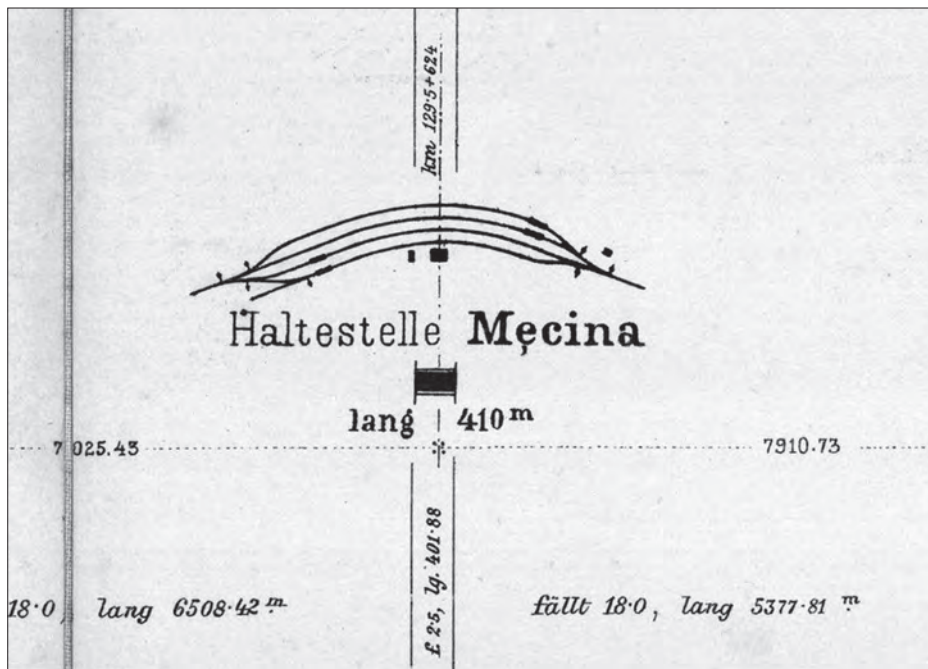 km 129·5+624
Haltestelle Męcina
lang 410 m
7025.43 7910.73
£ 2·5, lg. 401·88
18·0, lang 6508·42 m
fällt 18·0, lang 5377·81 m